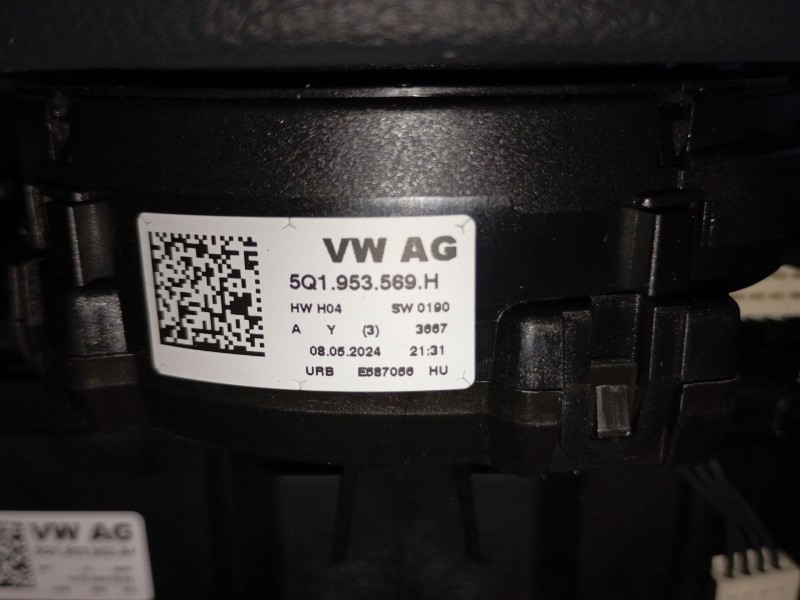 VW AG
5Q1.953.569.H
HW H04 SW 0190
A Y (3) 3667
08.05.2024 21:31
URB E587056 HU
VW AG